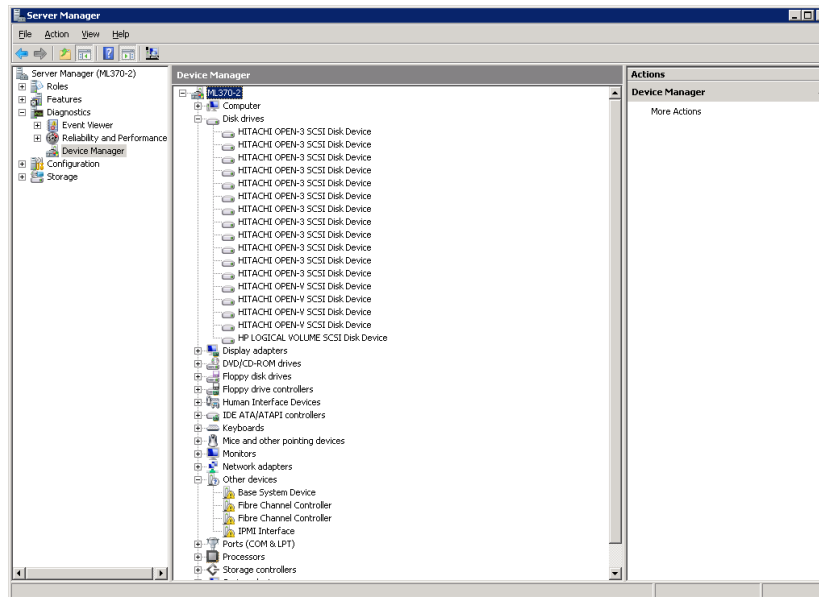 Server Manager
File Action View Help
Server Manager (ML370-2)
Roles
Features
Diagnostics
Event Viewer
Reliability and Performance
Device Manager
Configuration
Storage
Device Manager
ML370-2
Computer
Disk drives
HITACHI OPEN-3 SCSI Disk Device
HITACHI OPEN-3 SCSI Disk Device
HITACHI OPEN-3 SCSI Disk Device
HITACHI OPEN-3 SCSI Disk Device
HITACHI OPEN-3 SCSI Disk Device
HITACHI OPEN-3 SCSI Disk Device
HITACHI OPEN-3 SCSI Disk Device
HITACHI OPEN-3 SCSI Disk Device
HITACHI OPEN-3 SCSI Disk Device
HITACHI OPEN-3 SCSI Disk Device
HITACHI OPEN-3 SCSI Disk Device
HITACHI OPEN-3 SCSI Disk Device
HITACHI OPEN-V SCSI Disk Device
HITACHI OPEN-V SCSI Disk Device
HITACHI OPEN-V SCSI Disk Device
HITACHI OPEN-V SCSI Disk Device
HP LOGICAL VOLUME SCSI Disk Device
Display adapters
DVD/CD-ROM drives
Floppy disk drives
Floppy drive controllers
Human Interface Devices
IDE ATA/ATAPI controllers
Keyboards
Mice and other pointing devices
Monitors
Network adapters
Other devices
Base System Device
Fibre Channel Controller
Fibre Channel Controller
IPMI Interface
Ports (COM & LPT)
Processors
Storage controllers
Actions
Device Manager
More Actions